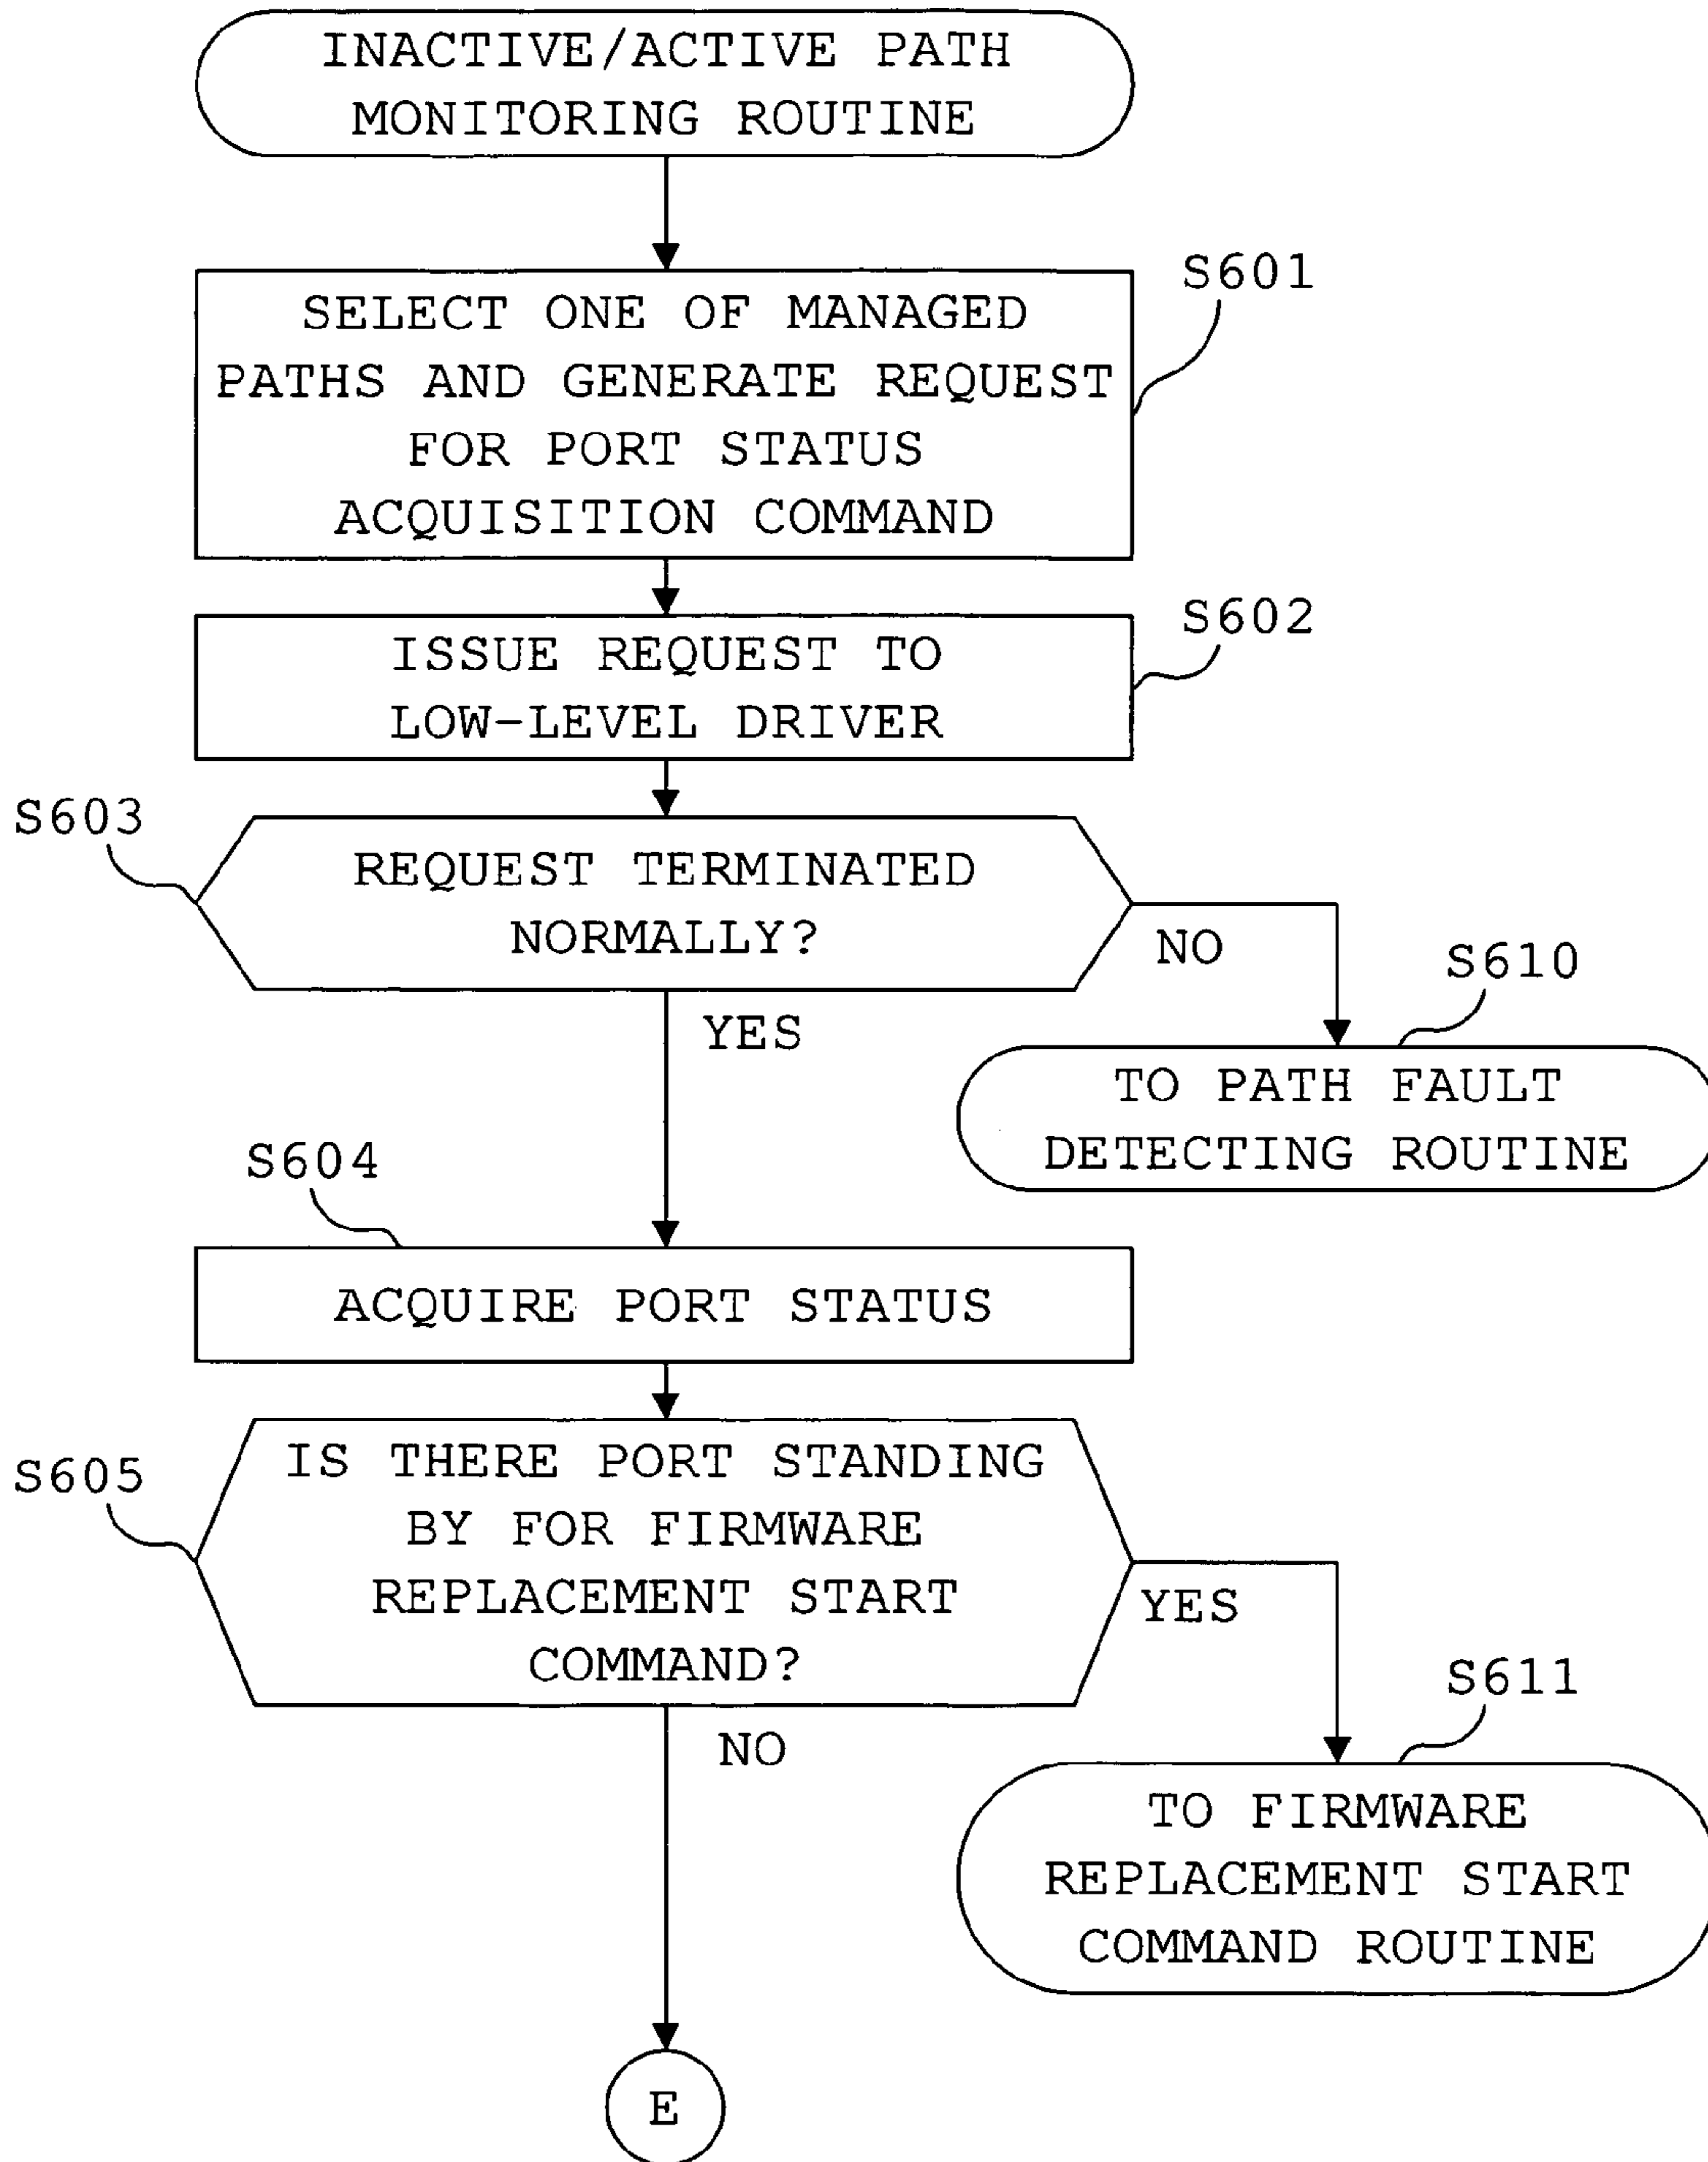 INACTIVE/ACTIVE PATH
MONITORING ROUTINE
S601
SELECT ONE OF MANAGED
PATHS AND GENERATE REQUEST
FOR PORT STATUS
ACQUISITION COMMAND
S602
ISSUE REQUEST TO
LOW-LEVEL DRIVER
S603
REQUEST TERMINATED
NORMALLY?
NO
YES
S610
TO PATH FAULT
DETECTING ROUTINE
S604
ACQUIRE PORT STATUS
S605
IS THERE PORT STANDING
BY FOR FIRMWARE
REPLACEMENT START
COMMAND?
YES
NO
S611
TO FIRMWARE
REPLACEMENT START
COMMAND ROUTINE
E